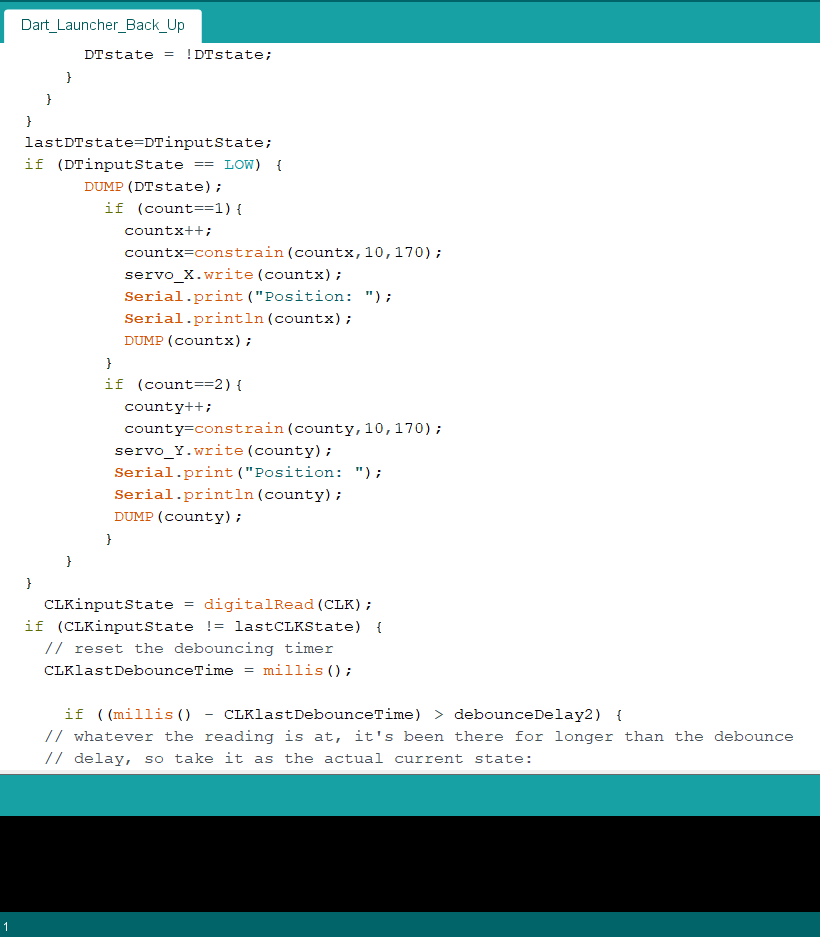 Dart_Launcher_Back_Up
DTstate = !DTstate;
}
}
}
lastDTstate=DTinputState;
if (DTinputState == LOW) {
DUMP(DTstate);
if (count==1){
countx++;
countx=constrain(countx,10,170);
servo_X.write(countx);
Serial.print("Position: ");
Serial.println(countx);
DUMP(countx);
}
if (count==2){
county++;
county=constrain(county,10,170);
servo_Y.write(county);
Serial.print("Position: ");
Serial.println(county);
DUMP(county);
}
}
}
CLKinputState = digitalRead(CLK);
if (CLKinputState != lastCLKState) {
// reset the debouncing timer
CLKlastDebounceTime = millis();
if ((millis() - CLKlastDebounceTime) > debounceDelay2) {
// whatever the reading is at, it's been there for longer than the debounce
// delay, so take it as the actual current state:
1